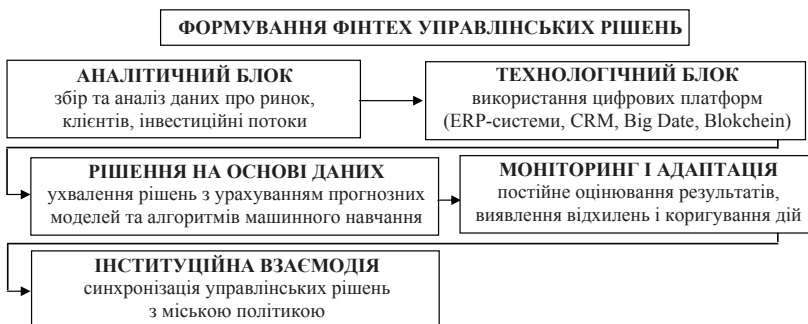 ФОРМУВАННЯ ФІНТЕХ УПРАВЛІНСЬКИХ РІШЕНЬ
АНАЛІТИЧНИЙ БЛОК
збір та аналіз даних про ринок,
клієнтів, інвестиційні потоки
ТЕХНОЛОГІЧНИЙ БЛОК
використання цифрових платформ
(ERP-системи, CRM, Big Date, Blokchein)
РІШЕННЯ НА ОСНОВІ ДАНИХ
ухвалення рішень з урахуванням прогнозних
моделей та алгоритмів машинного навчання
МОНІТОРИНГ І АДАПТАЦІЯ
постійне оцінювання результатів,
виявлення відхилень і коригування дій
ІНСТИТУЦІЙНА ВЗАЄМОДІЯ
синхронізація управлінських рішень
з міською політикою